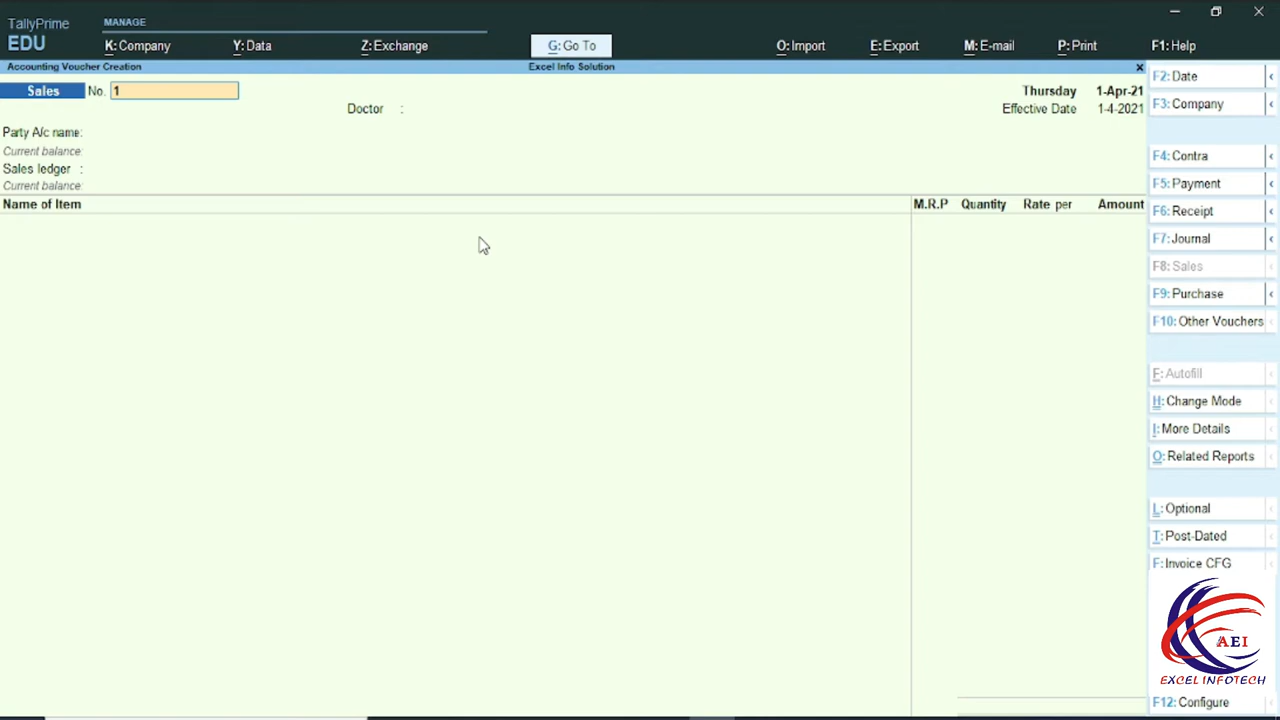 TallyPrime
EDU
MANAGE
K: Company
Y: Data
Z: Exchange
G: Go To
O: Import
E: Export
M: E-mail
P: Print
F1: Help
Accounting Voucher Creation
Excel Info Solution
Sales No. 1
Thursday 1-Apr-21
Doctor :
Effective Date 1-4-2021
Party A/c name:
Current balance:
Sales ledger :
Current balance:
Name of Item M.R.P Quantity Rate per Amount
F2: Date
F3: Company
F4: Contra
F5: Payment
F6: Receipt
F7: Journal
F8: Sales
F9: Purchase
F10: Other Vouchers
F: Autofill
H: Change Mode
I: More Details
O: Related Reports
L: Optional
T: Post-Dated
F: Invoice CFG
AEI
EXCEL INFOTECH
F12: Configure